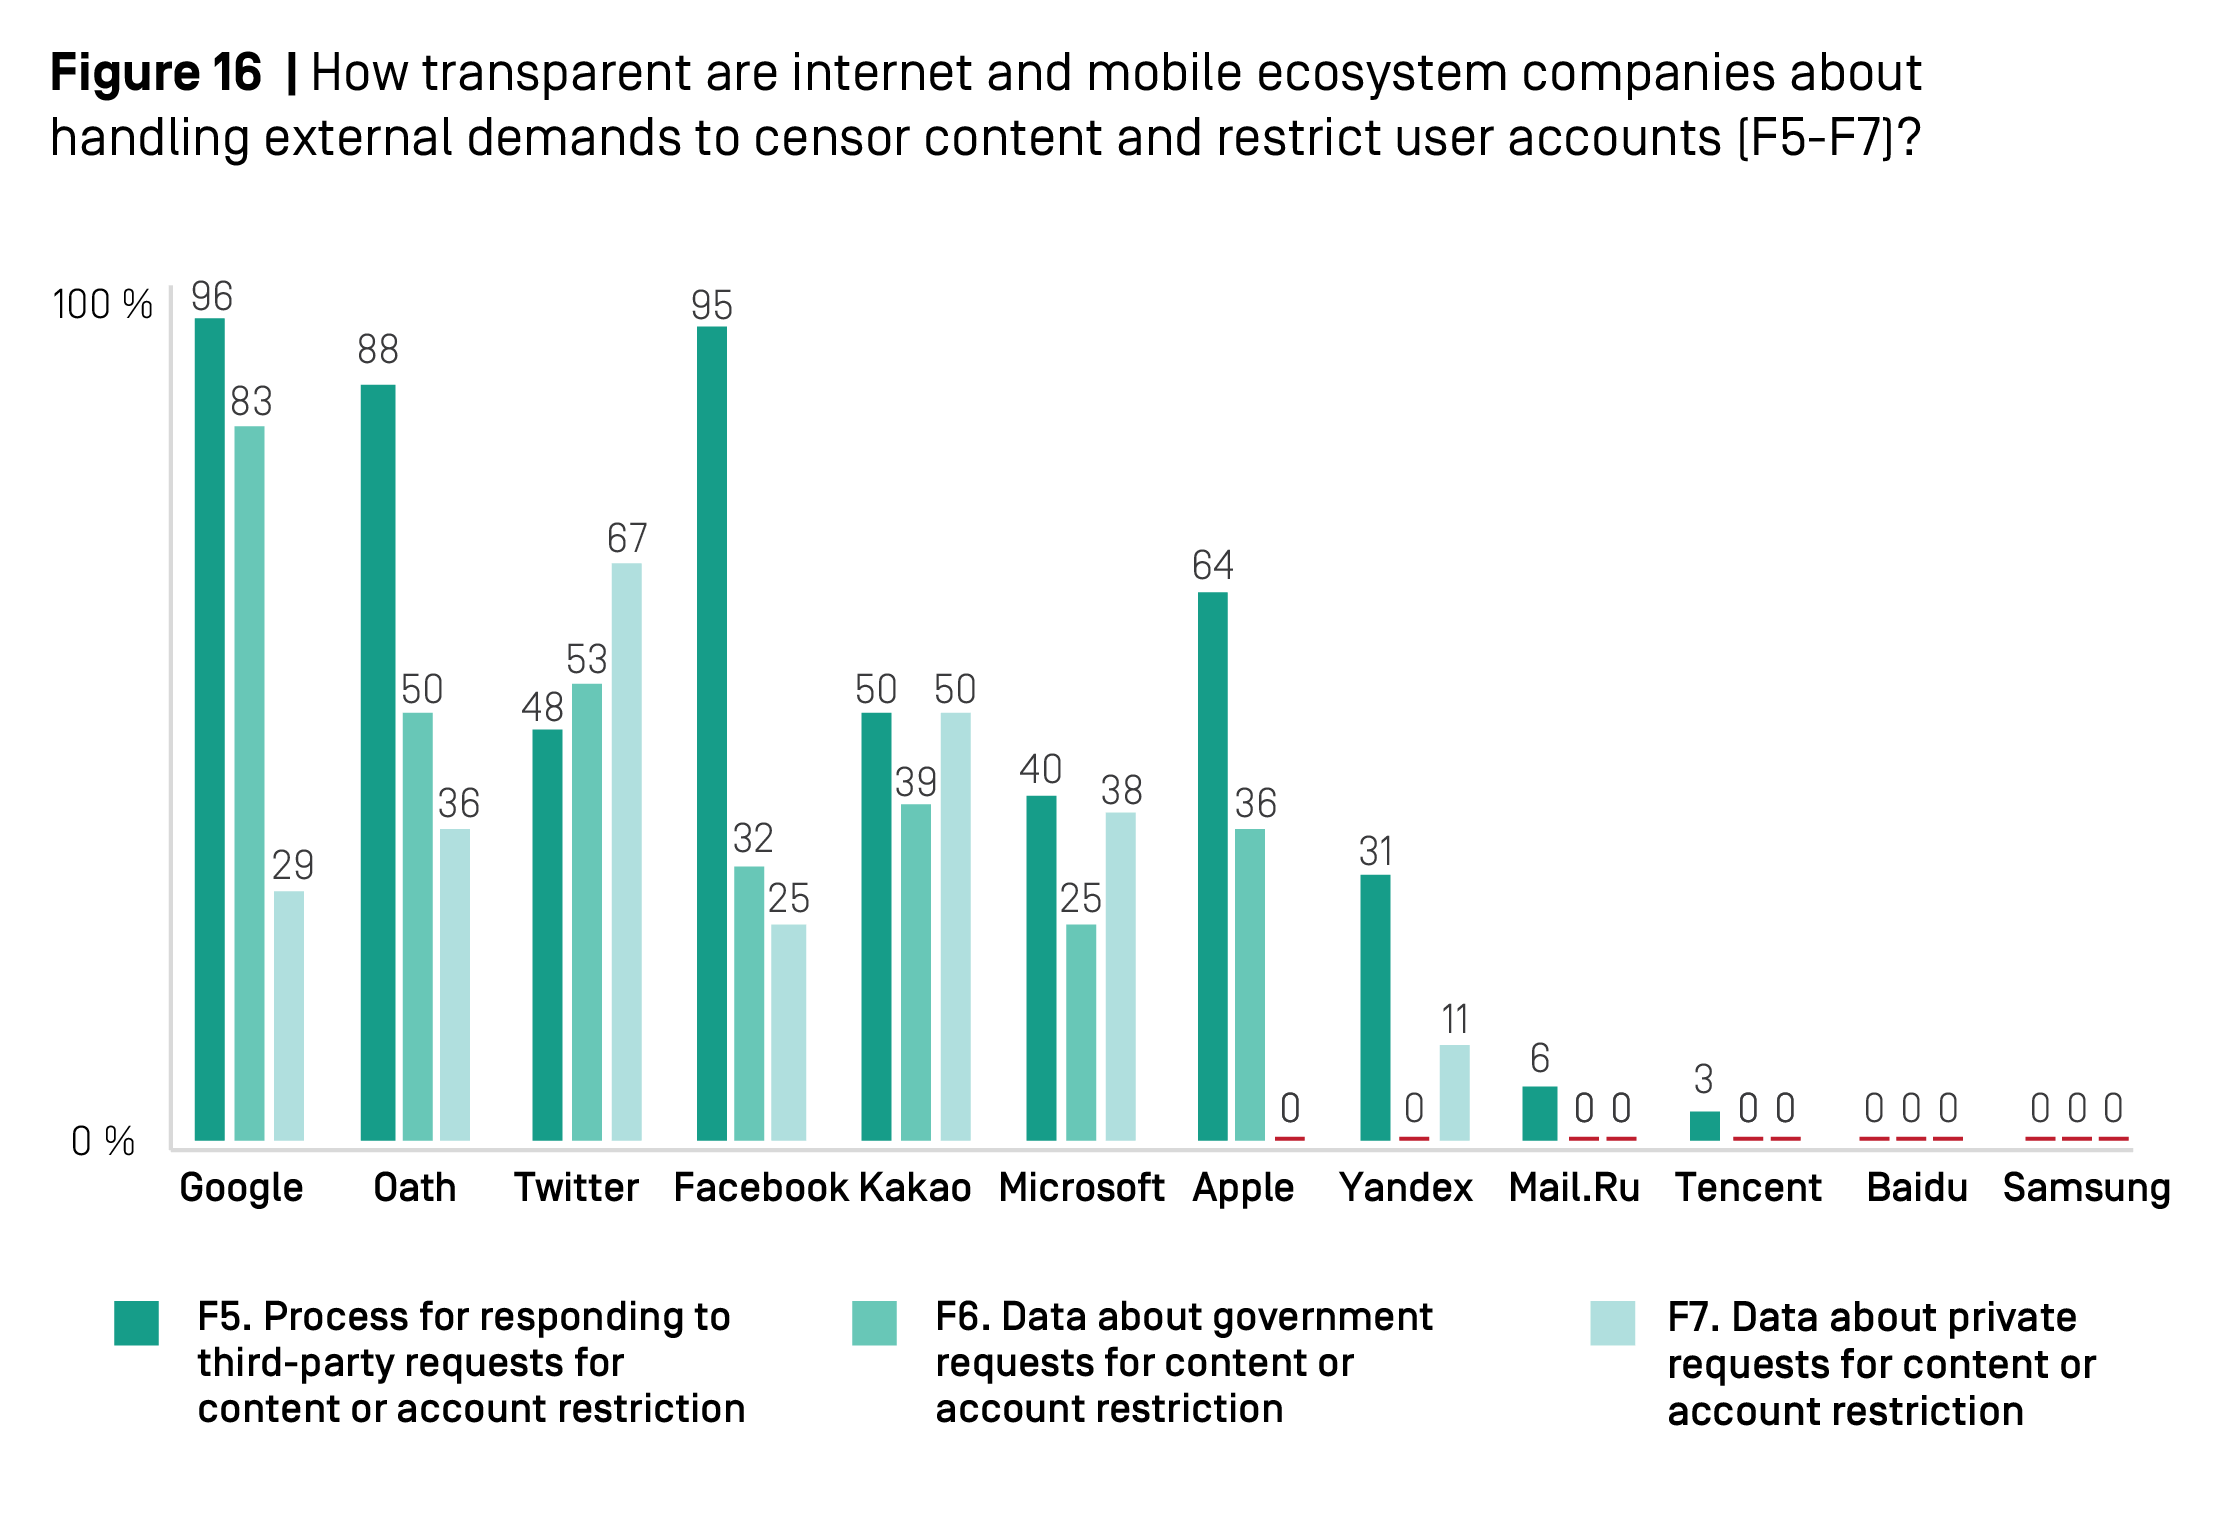 Figure 16 | How transparent are internet and mobile ecosystem companies about
handling external demands to censor content and restrict user accounts (F5-F7)?
100 %
0 %
96 83 29
88 50 36
48 53 67
95 32 25
50 39 50
40 25 38
64 36 0
31 0 11
6 0 0
3 0 0
0 0 0
0 0 0
Google Oath Twitter Facebook Kakao Microsoft Apple Yandex Mail.Ru Tencent Baidu Samsung
F5. Process for responding to
third-party requests for
content or account restriction
F6. Data about government
requests for content or
account restriction
F7. Data about private
requests for content or
account restriction